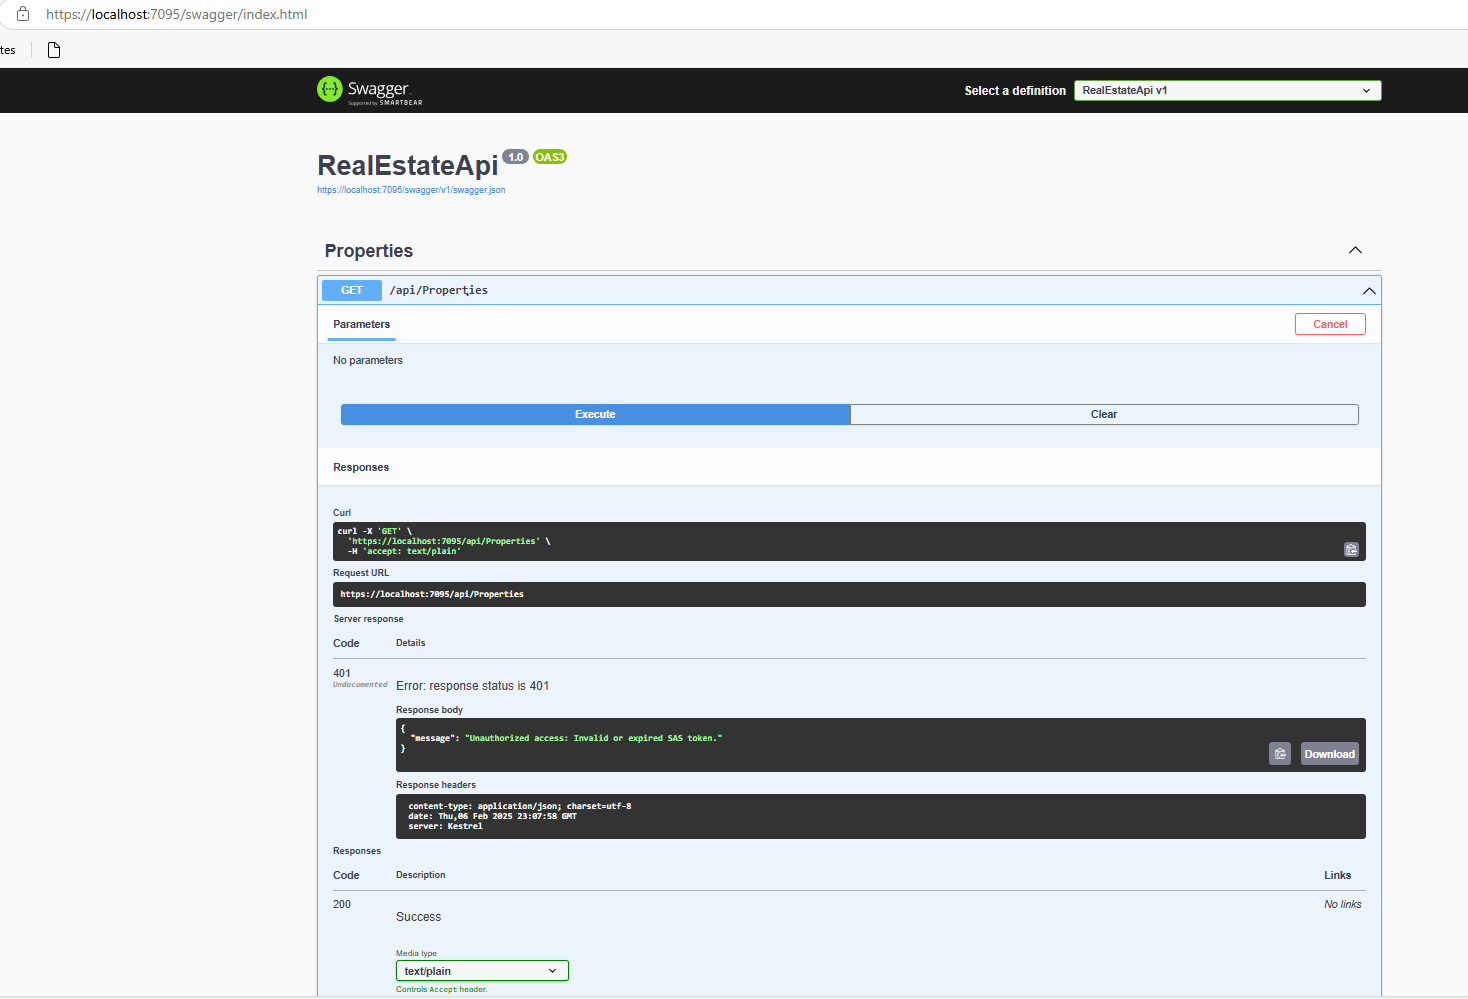 https://localhost:7095/swagger/index.html
tes
Swagger.
Supported by SMARTBEAR
Select a definition
RealEstateApi v1
RealEstateApi 1.0 OAS3
https://localhost:7095/swagger/v1/swagger.json
Properties
GET /api/Properties
Parameters
Cancel
No parameters
Execute
Clear
Responses
Curl
curl -X 'GET' \
'https://localhost:7095/api/Properties' \
-H 'accept: text/plain'
Request URL
https://localhost:7095/api/Properties
Server response
Code Details
401
Undocumented
Error: response status is 401
Response body
{
"message": "Unauthorized access: Invalid or expired SAS token."
}
Download
Response headers
content-type: application/json; charset=utf-8
date: Thu,06 Feb 2025 23:07:58 GMT
server: Kestrel
Responses
Code Description Links
200
Success
No links
Media type
text/plain
Controls Accept header.